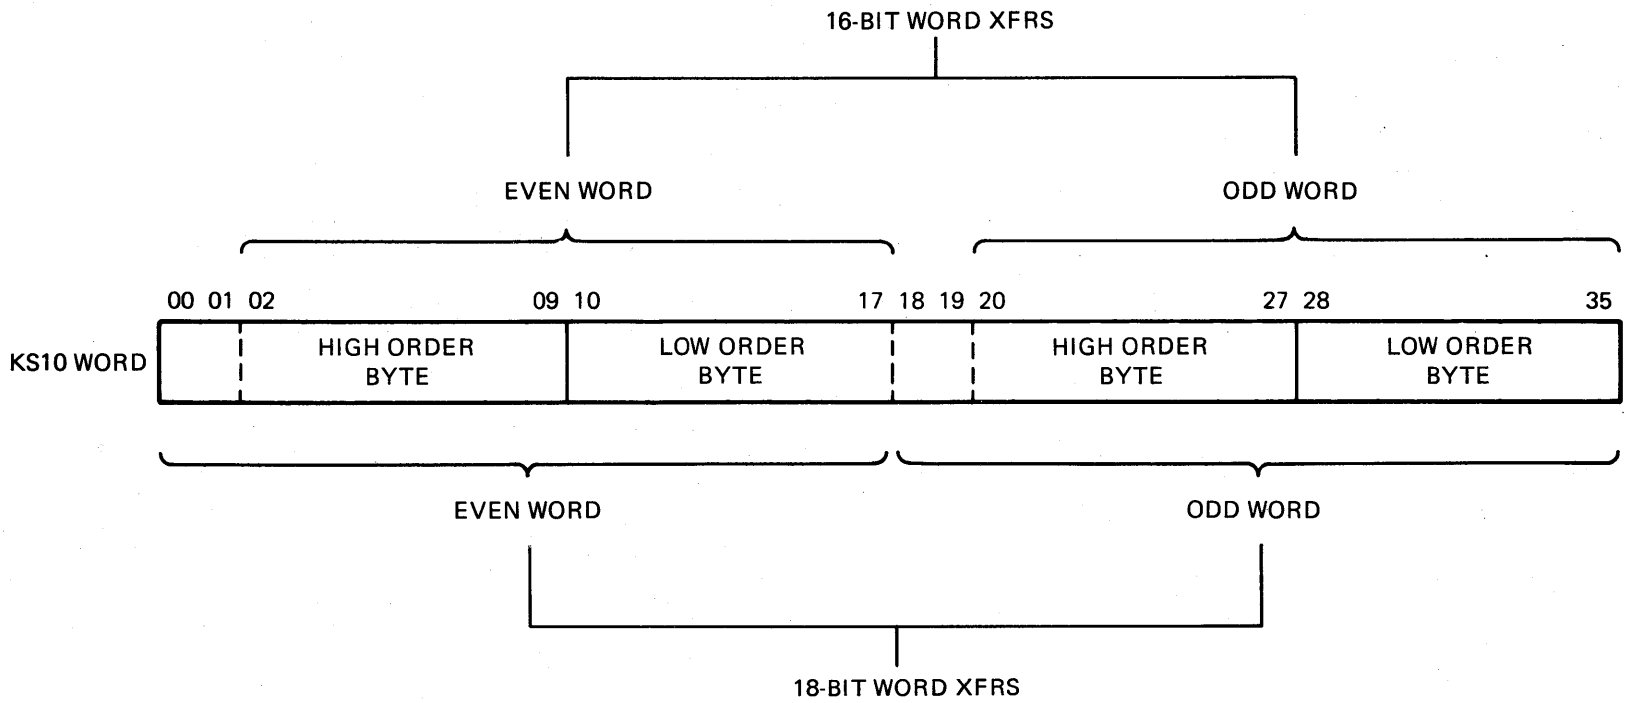 16-BIT WORD XFRS
EVEN WORD ODD WORD
00 01 02 09 10 17 18 19 20 27 28 35
KS10 WORD
HIGH ORDER BYTE
LOW ORDER BYTE
HIGH ORDER BYTE
LOW ORDER BYTE
EVEN WORD ODD WORD
18-BIT WORD XFRS